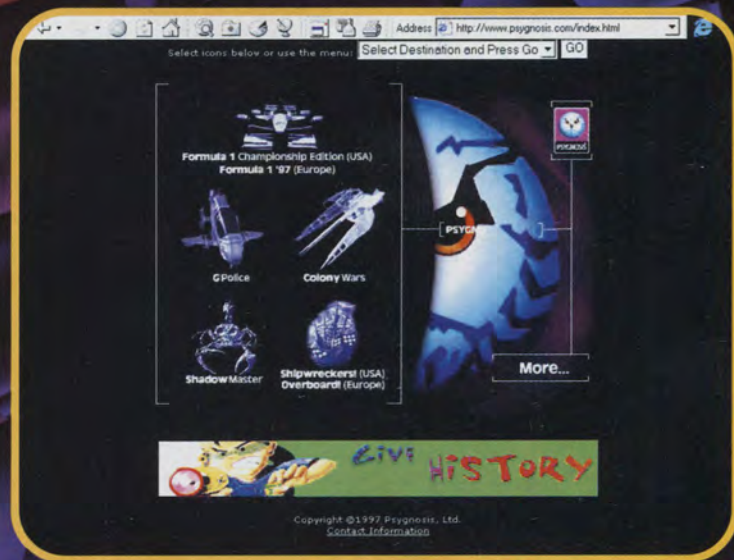 Address http://www.psygnosis.com/index.html
Select icons below or use the menu: Select Destination and Press Go GO
Formula 1 Championship Edition (USA)
Formula 1 '97 (Europe)
G Police
Colony Wars
Shadow Master
Shipwreckers! (USA)
Overboard! (Europe)
PSYGNOSIS
[PSYGN ]
More...
CiVi HiSTORY
Copyright ©1997 Psygnosis, Ltd.
Contact Information